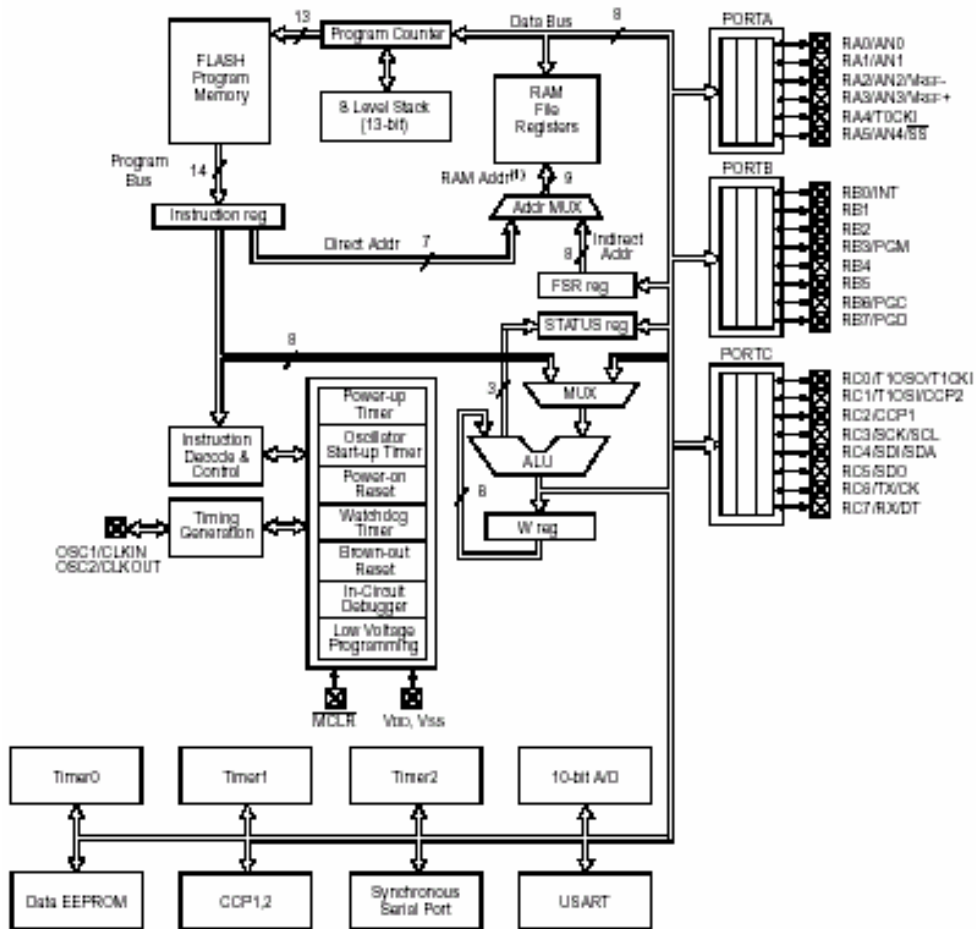 13
Program Counter
Data Bus
8
PORTA
FLASH
Program
Memory
8 Level Stack
(13-bit)
RAM
File
Registers
RA0/AN0
RA1/AN1
RA2/AN2/VREF-
RA3/AN3/VREF+
RA4/T0CKI
RA5/AN4/SS
Program
Bus
14
RAM Addr(1)
9
PORTB
Instruction reg
Addr MUX
Direct Addr
7
8
Indirect
Addr
FSR reg
STATUS reg
RB0/INT
RB1
RB2
RB3/PGM
RB4
RB5
RB6/PGC
RB7/PGD
8
3
MUX
PORTC
Power-up
Timer
Oscillator
Start-up Timer
Power-on
Reset
Watchdog
Timer
Brown-out
Reset
In-Circuit
Debugger
Low Voltage
Programming
Instruction
Decode &
Control
Timing
Generation
OSC1/CLKIN
OSC2/CLKOUT
ALU
8
W reg
RC0/T1OSO/T1CKI
RC1/T1OSI/CCP2
RC2/CCP1
RC3/SCK/SCL
RC4/SDI/SDA
RC5/SDO
RC6/TX/CK
RC7/RX/DT
MCLR
VDD, VSS
Timer0
Timer1
Timer2
10-bit A/D
Data EEPROM
CCP1,2
Synchronous
Serial Port
USART